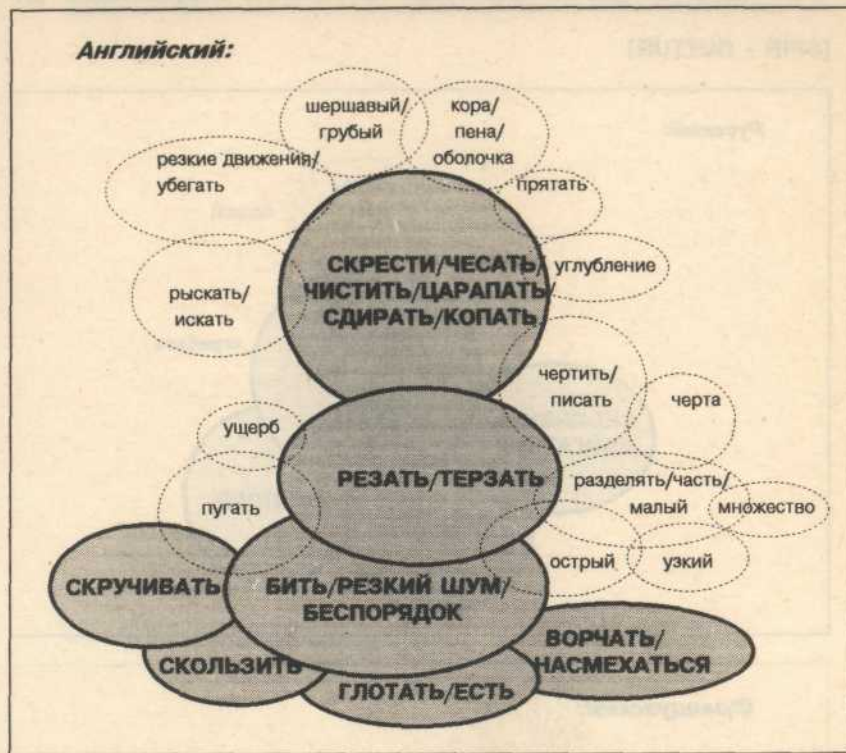 Английский:
шершавый/
грубый
кора/
пена/
оболочка
резкие движения/
убегать
прятать
СКРЕСТИ/ЧЕСАТЬ/
ЧИСТИТЬ/ЦАРАПАТЬ/
СДИРАТЬ/КОПАТЬ
углубление
рыскать/
искать
чертить/
писать
черта
ущерб
РЕЗАТЬ/ТЕРЗАТЬ
разделять/часть/
малый
множество
пугать
острый
узкий
СКРУЧИВАТЬ
БИТЬ/РЕЗКИЙ ШУМ/
БЕСПОРЯДОК
ВОРЧАТЬ/
НАСМЕХАТЬСЯ
СКОЛЬЗИТЬ
ГЛОТАТЬ/ЕСТЬ